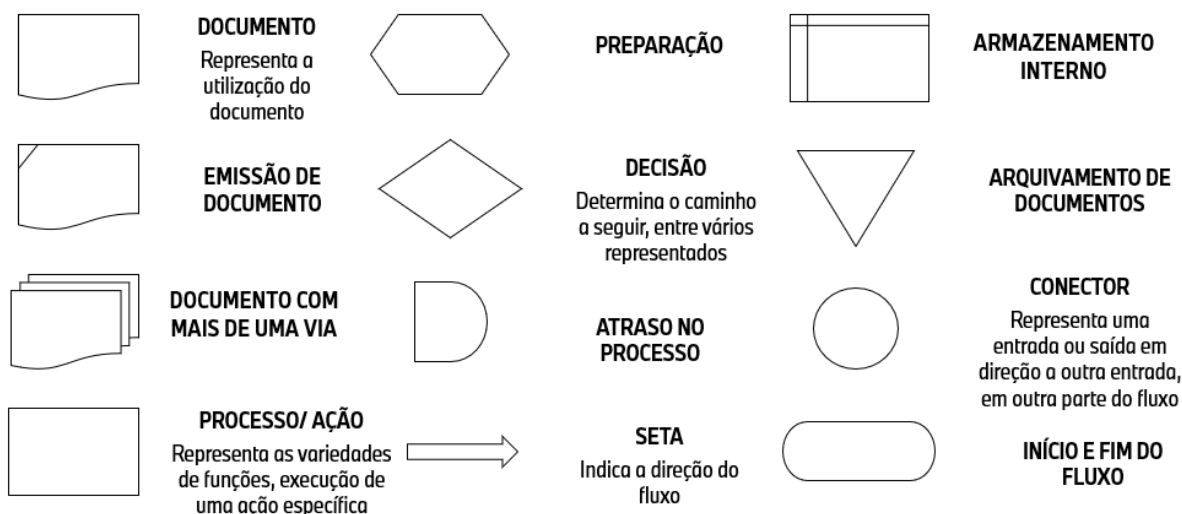 DOCUMENTO
Representa a
utilização do
documento
PREPARAÇÃO
ARMAZENAMENTO
INTERNO
EMISSÃO DE
DOCUMENTO
DECISÃO
Determina o caminho
a seguir, entre vários
representados
ARQUIVAMENTO DE
DOCUMENTOS
DOCUMENTO COM
MAIS DE UMA VIA
ATRASO NO
PROCESSO
CONECTOR
Representa uma
entrada ou saída em
direção a outra entrada,
em outra parte do fluxo
PROCESSO/ AÇÃO
Representa as variedades
de funções, execução de
uma ação específica
SETA
Indica a direção do
fluxo
INÍCIO E FIM DO
FLUXO